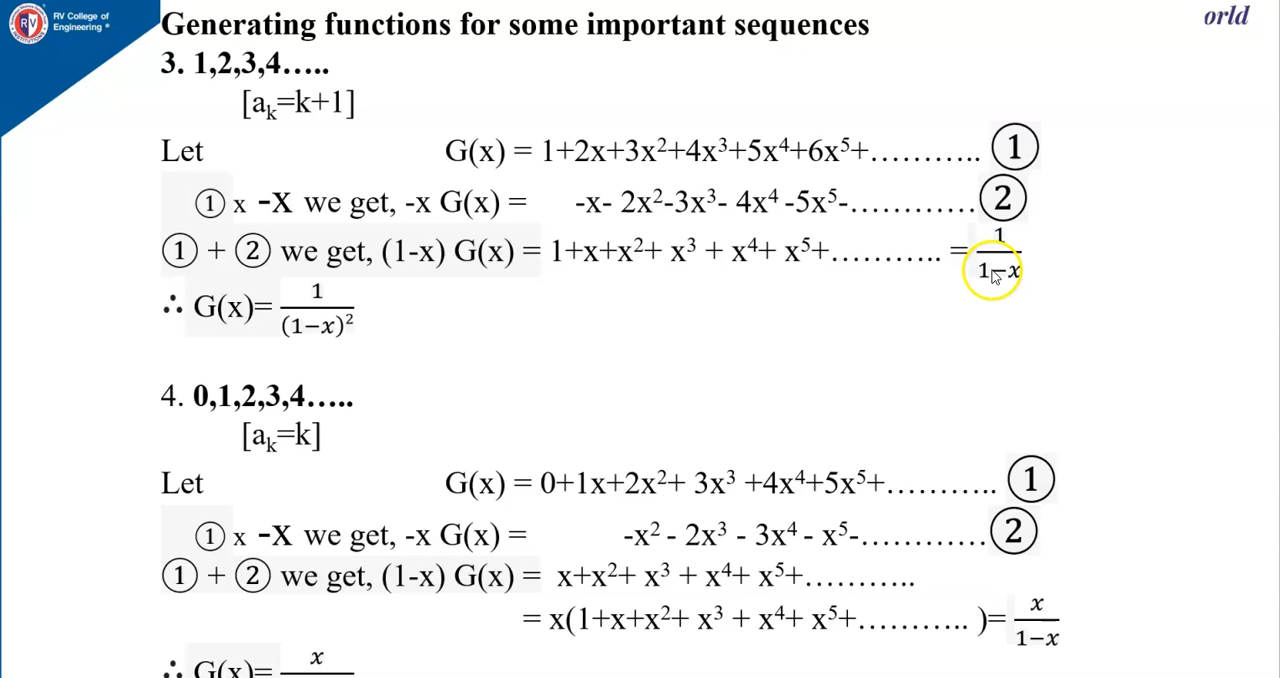 RV College of
Engineering
orld
Generating functions for some important sequences
3. 1,2,3,4…..
[aₖ=k+1]
Let G(x) = 1+2x+3x²+4x³+5x⁴+6x⁵+……….. ①
① x -X we get, -x G(x) = -x- 2x²-3x³- 4x⁴ -5x⁵-………… ②
① + ② we get, (1-x) G(x) = 1+x+x²+ x³ + x⁴+ x⁵+……….. = 1/(1−x)
∴ G(x)= 1/(1−x)²
4. 0,1,2,3,4…..
[aₖ=k]
Let G(x) = 0+1x+2x²+ 3x³ +4x⁴+5x⁵+……….. ①
① x -X we get, -x G(x) = -x² - 2x³ - 3x⁴ - x⁵-………… ②
① + ② we get, (1-x) G(x) = x+x²+ x³ + x⁴+ x⁵+………..
= x(1+x+x²+ x³ + x⁴+ x⁵+……….. )= x/(1−x)
∴ G(x)= x